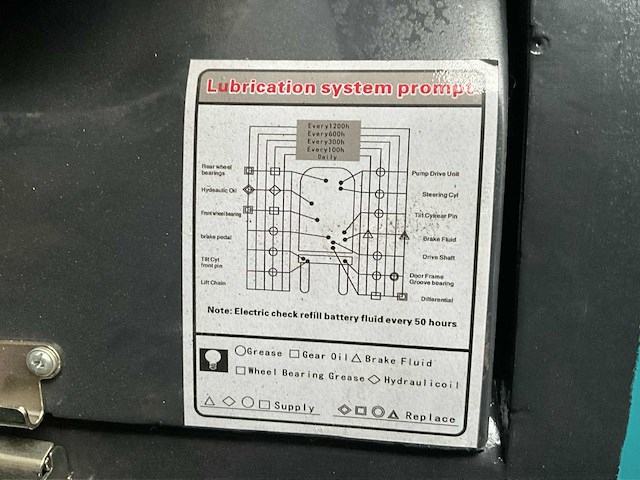 Lubrication system prompt
Every1200h
Every600h
Every300h
Every100h
Daily
Rear wheel
bearings
Hydeautic Oil
Front wheel bearing
brake pedal
Tilt Cyt
front pin
Lift Chain
Pump Drive Unit
Steering Cyl
Tilt Cyrear Pin
Brake Fluid
Drive Shaft
Door Frame
Groove bearing
Differential
Note: Electric check refill battery fluid every 50 hours
Grease Gear Oil Brake Fluid
Wheel Bearing Grease Hydraulicoil
Supply Replace